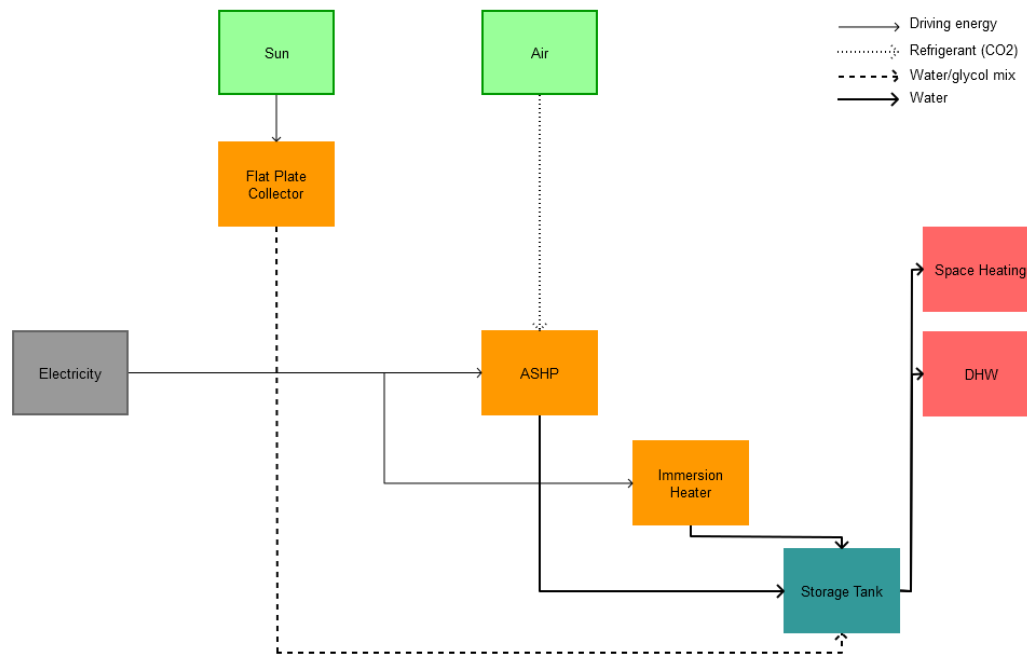 Sun
Air
Driving energy
Refrigerant (CO2)
Water/glycol mix
Water
Flat Plate
Collector
Space Heating
Electricity
ASHP
DHW
Immersion
Heater
Storage Tank